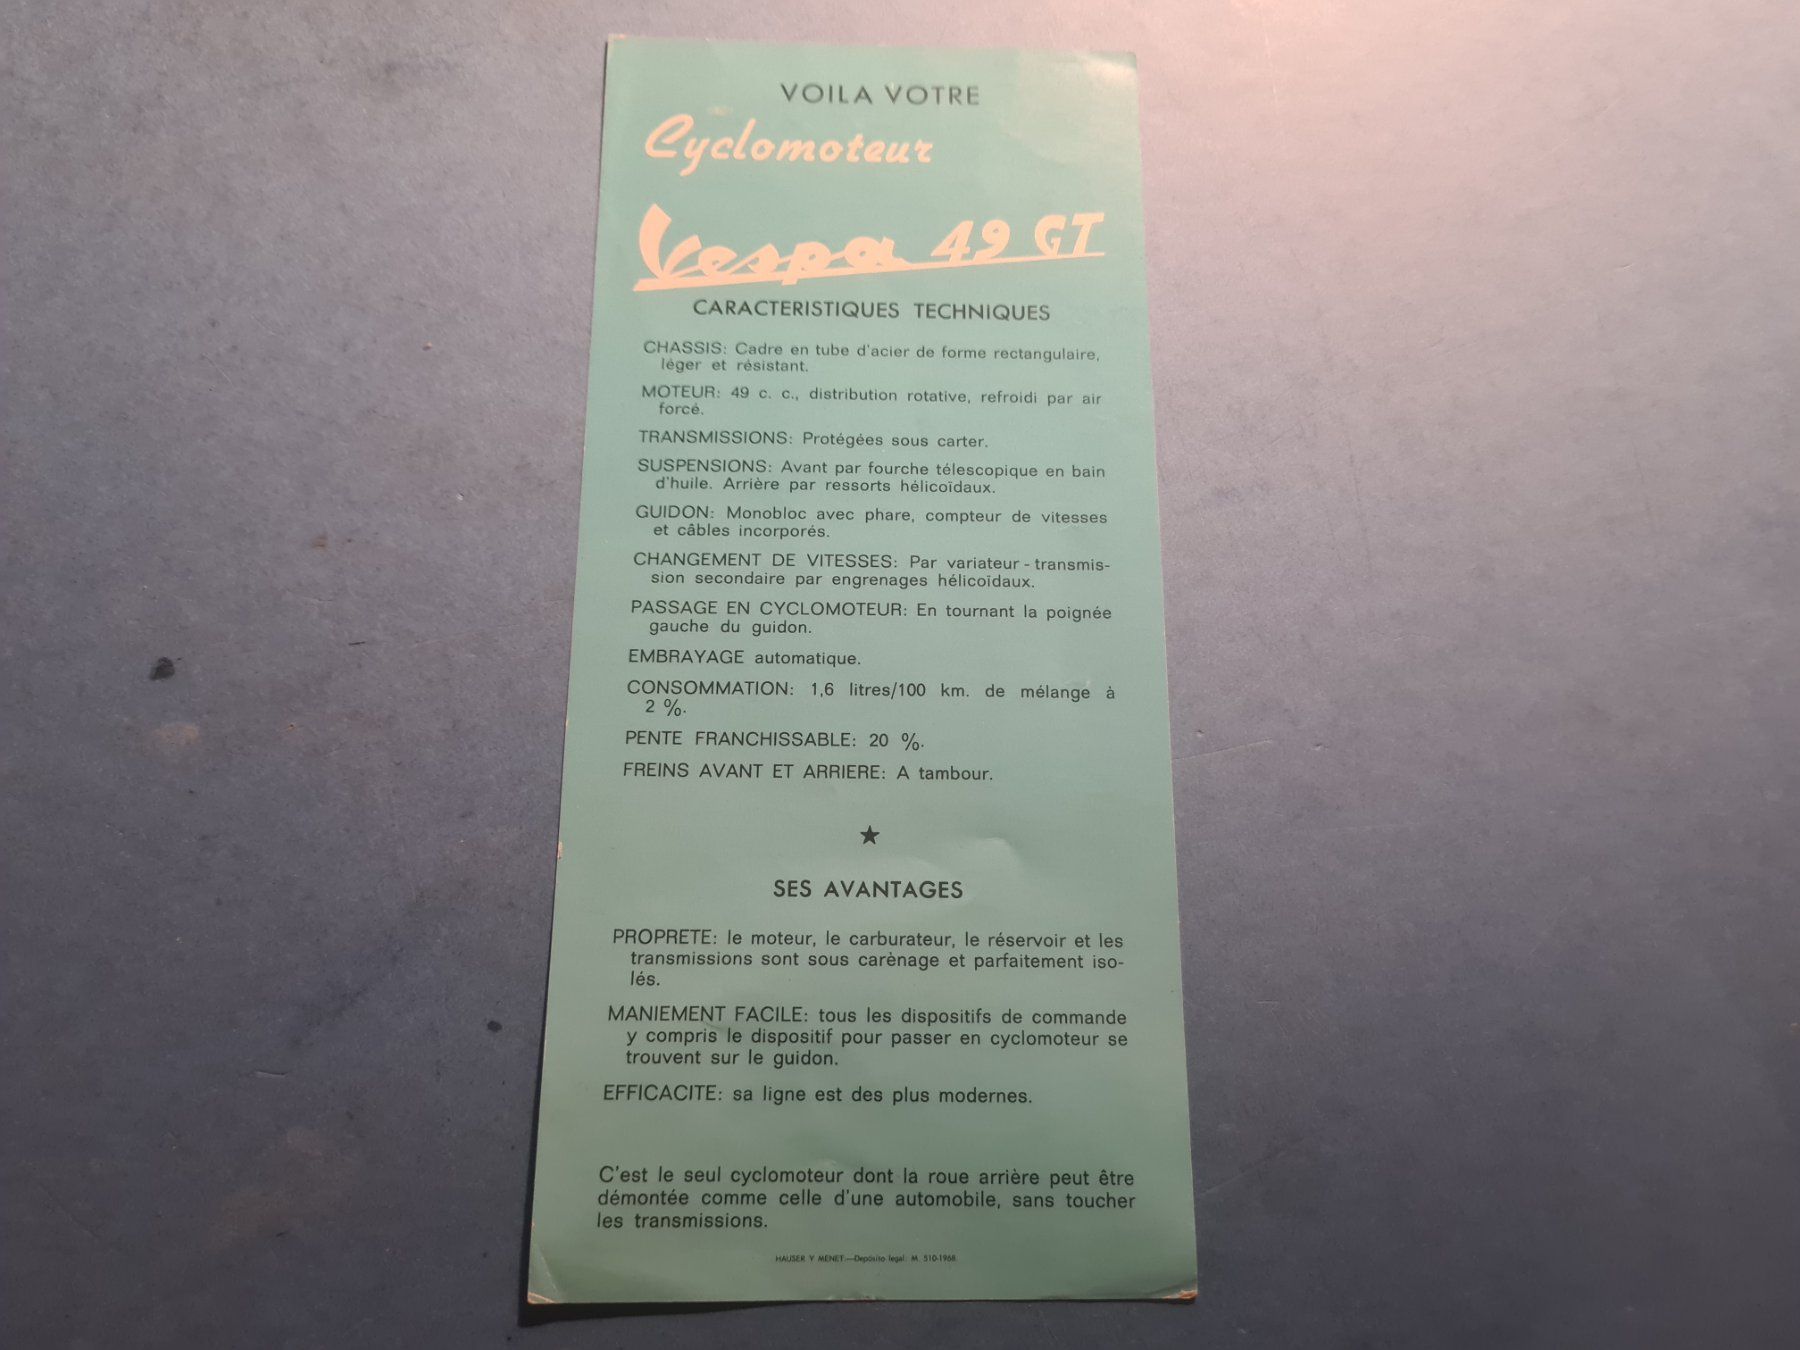 VOILA VOTRE
Cyclomoteur
Vespa 49 GT
CARACTERISTIQUES TECHNIQUES
CHASSIS: Cadre en tube d'acier de forme rectangulaire,
léger et résistant.
MOTEUR: 49 c. c., distribution rotative, refroidi par air
forcé.
TRANSMISSIONS: Protégées sous carter.
SUSPENSIONS: Avant par fourche télescopique en bain
d'huile. Arrière par ressorts hélicoïdaux.
GUIDON: Monobloc avec phare, compteur de vitesses
et câbles incorporés.
CHANGEMENT DE VITESSES: Par variateur - transmis-
sion secondaire par engrenages hélicoïdaux.
PASSAGE EN CYCLOMOTEUR: En tournant la poignée
gauche du guidon.
EMBRAYAGE automatique.
CONSOMMATION: 1,6 litres/100 km. de mélange à
2 %.
PENTE FRANCHISSABLE: 20 %.
FREINS AVANT ET ARRIERE: A tambour.
★
SES AVANTAGES
PROPRETE: le moteur, le carburateur, le réservoir et les
transmissions sont sous carènage et parfaitement iso-
lés.
MANIEMENT FACILE: tous les dispositifs de commande
y compris le dispositif pour passer en cyclomoteur se
trouvent sur le guidon.
EFFICACITE: sa ligne est des plus modernes.
C'est le seul cyclomoteur dont la roue arrière peut être
démontée comme celle d'une automobile, sans toucher
les transmissions.
HAUSER Y MENET.—Depósito legal: M. 510-1968.